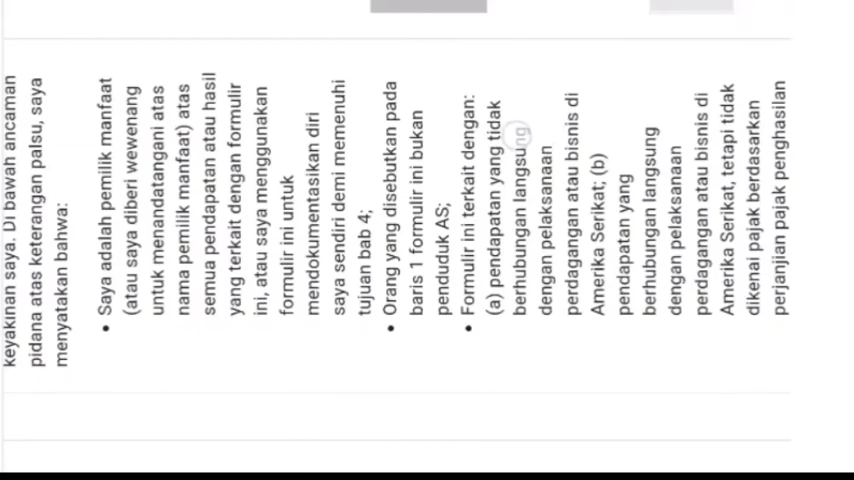 keyakinan saya. Di bawah ancaman
pidana atas keterangan palsu, saya
menyatakan bahwa:
• Saya adalah pemilik manfaat
(atau saya diberi wewenang
untuk menandatangani atas
nama pemilik manfaat) atas
semua pendapatan atau hasil
yang terkait dengan formulir
ini, atau saya menggunakan
formulir ini untuk
mendokumentasikan diri
saya sendiri demi memenuhi
tujuan bab 4;
• Orang yang disebutkan pada
baris 1 formulir ini bukan
penduduk AS;
• Formulir ini terkait dengan:
(a) pendapatan yang tidak
berhubungan langsung
dengan pelaksanaan
perdagangan atau bisnis di
Amerika Serikat; (b)
pendapatan yang
berhubungan langsung
dengan pelaksanaan
perdagangan atau bisnis di
Amerika Serikat, tetapi tidak
dikenai pajak berdasarkan
perjanjian pajak penghasilan